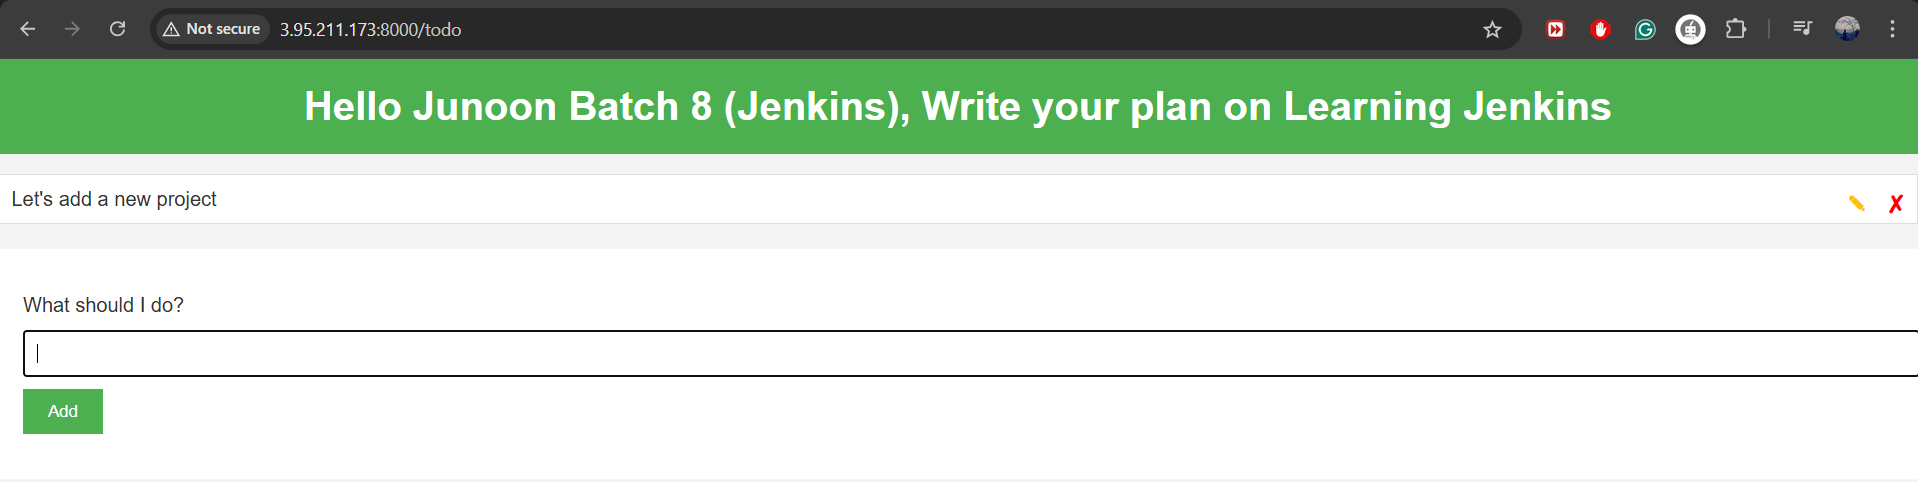 Not secure 3.95.211.173:8000/todo
Hello Junoon Batch 8 (Jenkins), Write your plan on Learning Jenkins
Let's add a new project
What should I do?
Add